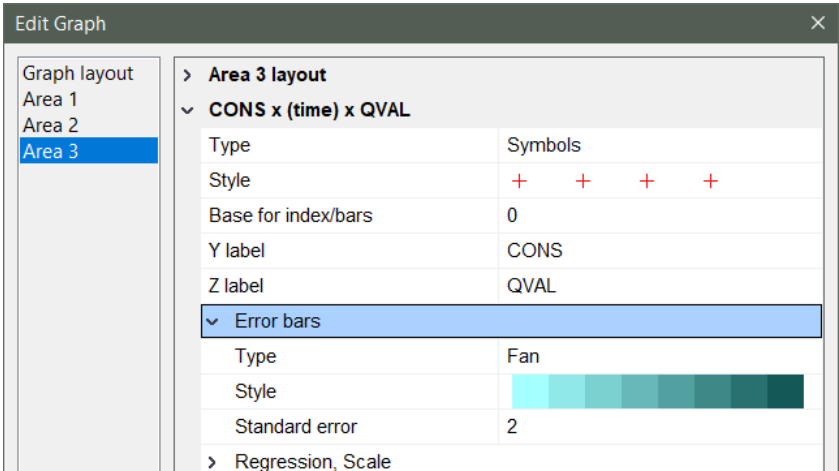 Edit Graph
Graph layout
Area 1
Area 2
Area 3
Area 3 layout
CONS x (time) x QVAL
Type Symbols
Style
Base for index/bars 0
Y label CONS
Z label QVAL
Error bars
Type Fan
Style
Standard error 2
Regression, Scale